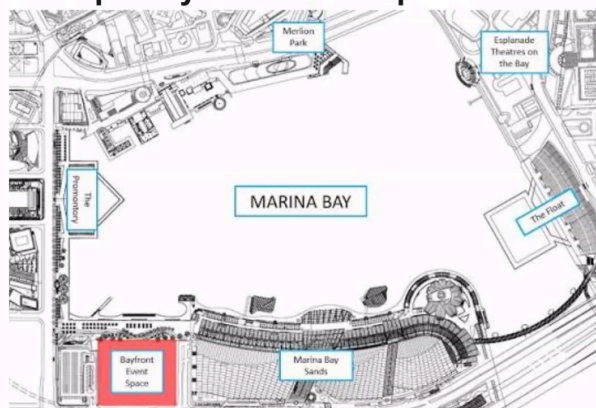 Merlion
Park
Esplanade
Theatres on
the Bay
The
Promontory
MARINA BAY
The Float
Bayfront
Event
Space
Marina Bay
Sands